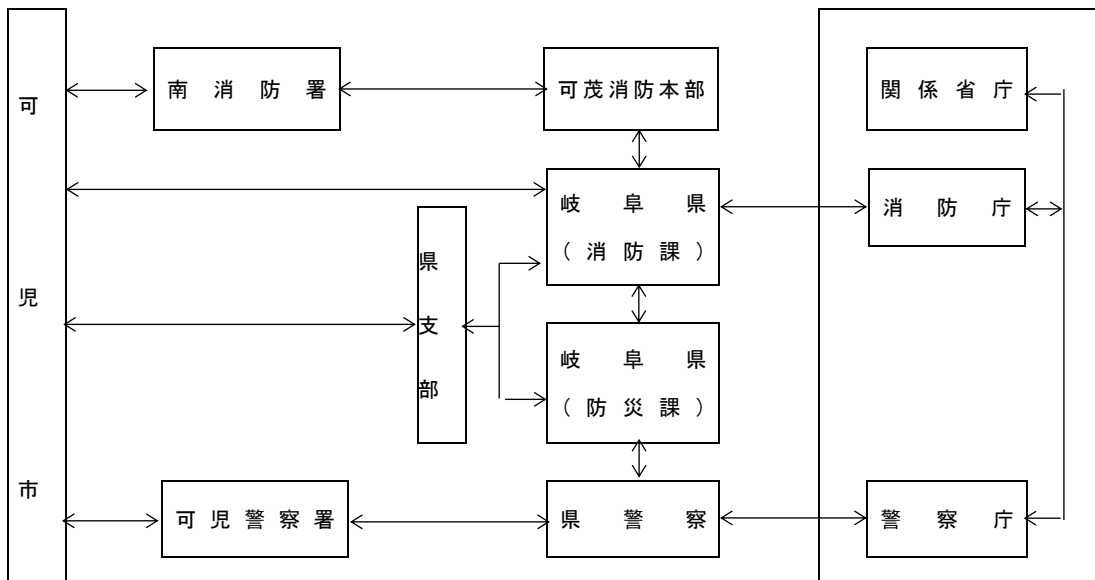 可児市
南消防署
可茂消防本部
関係省庁
岐阜県
（消防課）
消防庁
県支部
岐阜県
（防災課）
可児警察署
県警察
警察庁